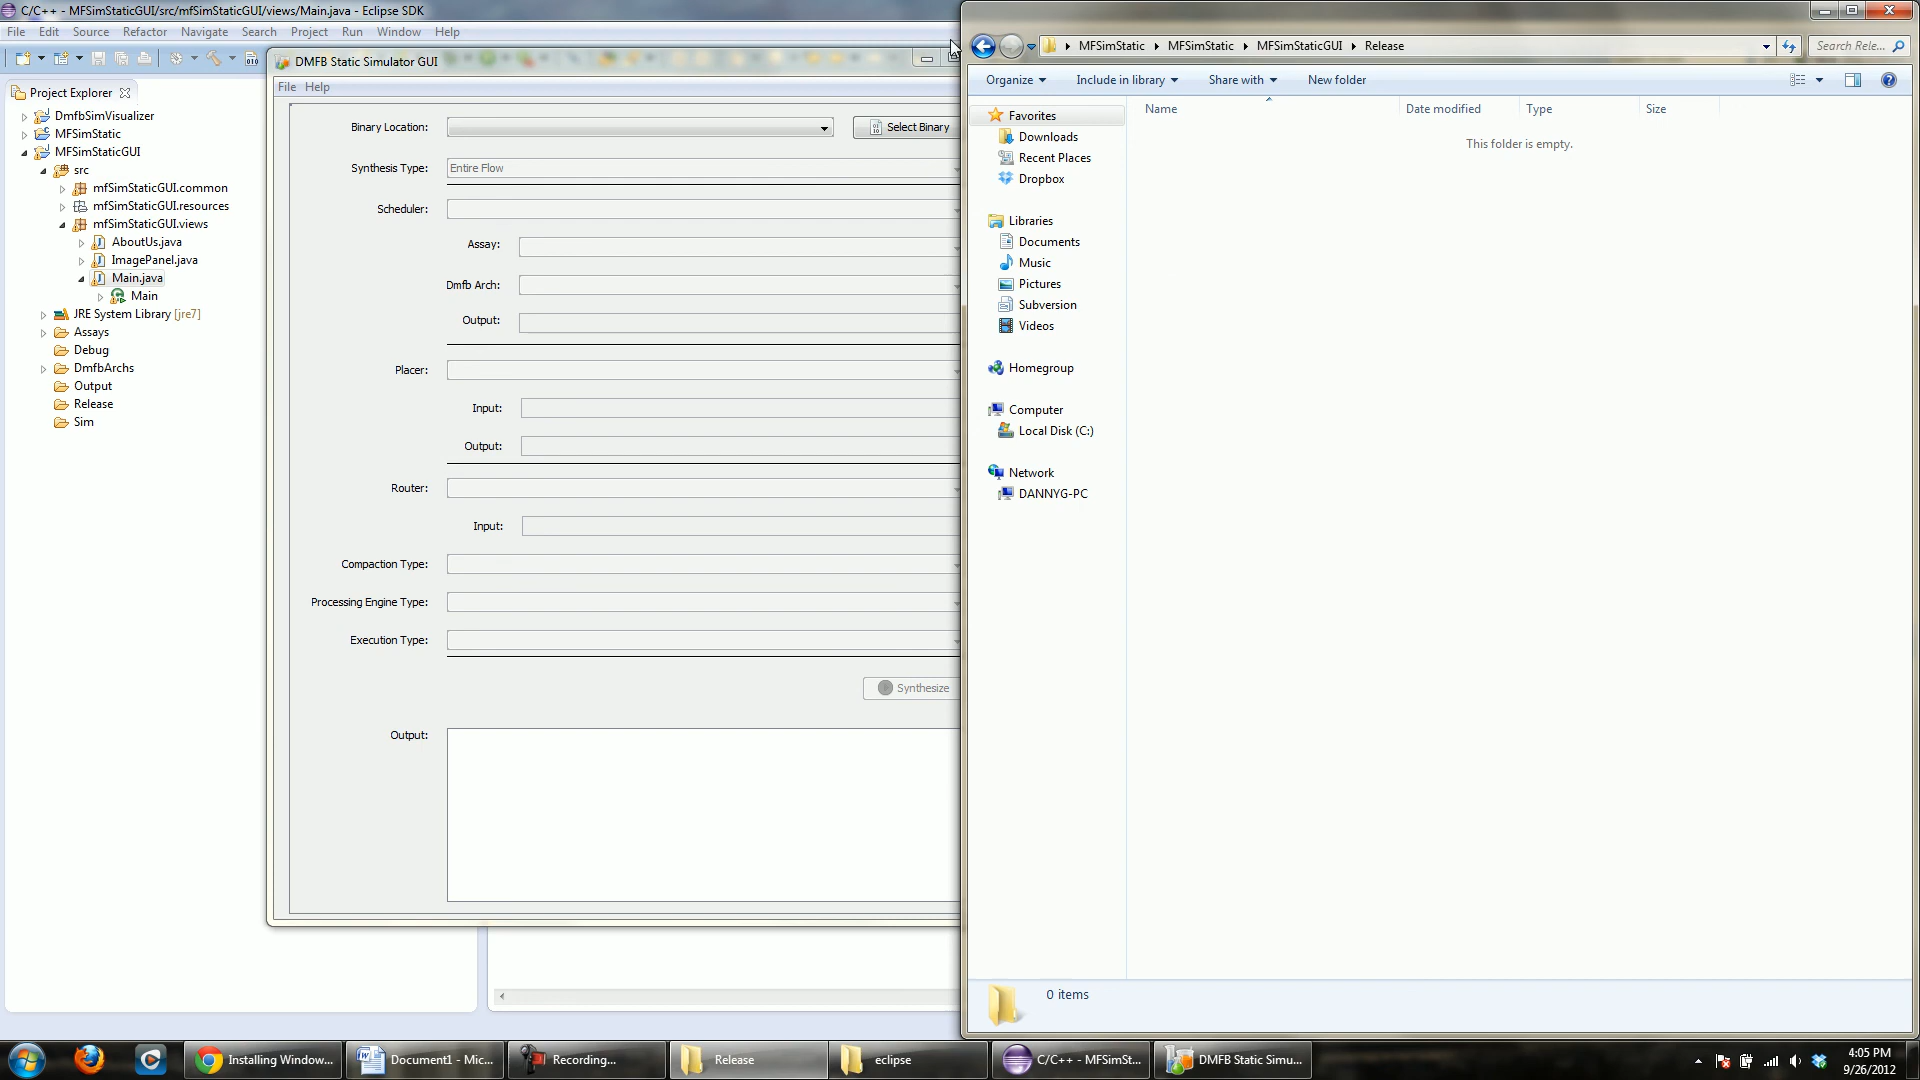 C/C++ - MFSimStaticGUI/src/mfSimStaticGUI/views/Main.java - Eclipse SDK
File Edit Source Refactor Navigate Search Project Run Window Help
Project Explorer
DmfbSimVisualizer
MFSimStatic
MFSimStaticGUI
src
mfSimStaticGUI.common
mfSimStaticGUI.resources
mfSimStaticGUI.views
AboutUs.java
ImagePanel.java
Main.java
Main
JRE System Library [jre7]
Assays
Debug
DmfbArchs
Output
Release
Sim
DMFB Static Simulator GUI
File Help
Binary Location:
Select Binary
Synthesis Type: Entire Flow
Scheduler:
Assay:
Dmfb Arch:
Output:
Placer:
Input:
Output:
Router:
Input:
Compaction Type:
Processing Engine Type:
Execution Type:
Synthesize
Output:
MFSimStatic MFSimStatic MFSimStaticGUI Release
Search Rele...
Organize Include in library Share with New folder
Name Date modified Type Size
This folder is empty.
Favorites
Downloads
Recent Places
Dropbox
Libraries
Documents
Music
Pictures
Subversion
Videos
Homegroup
Computer
Local Disk (C:)
Network
DANNYG-PC
0 items
Installing Window...
Document1 - Mic...
Recording...
Release
eclipse
C/C++ - MFSimSt...
DMFB Static Simu...
4:05 PM
9/26/2012